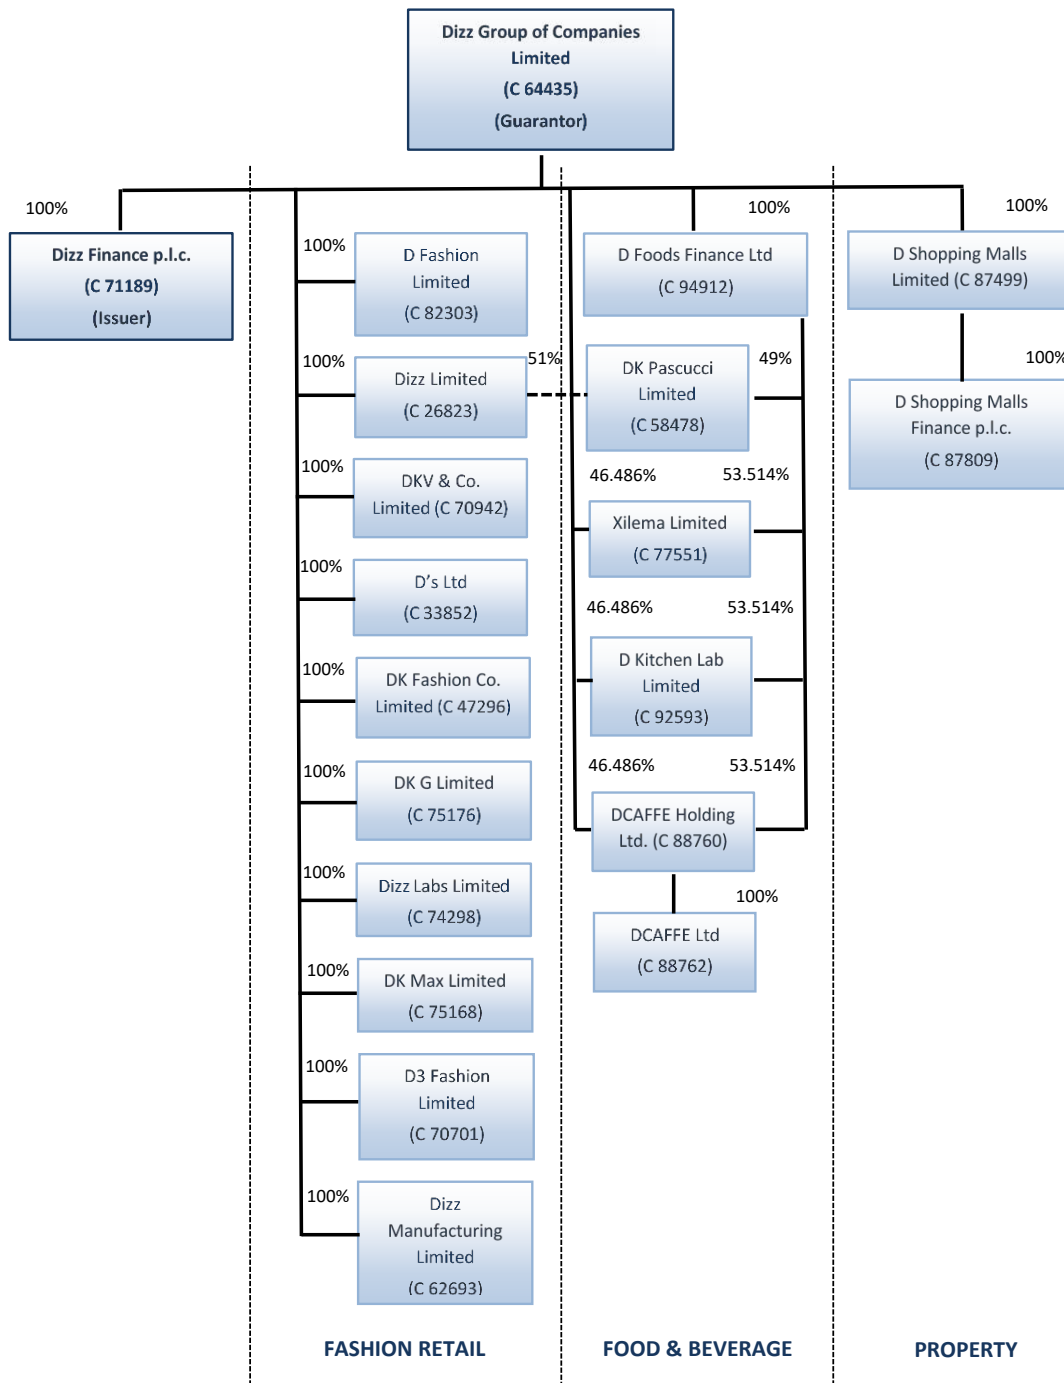 Dizz Group of Companies
Limited
(C 64435)
(Guarantor)
100%
Dizz Finance p.l.c.
(C 71189)
(Issuer)
100%
D Fashion
Limited
(C 82303)
100%
Dizz Limited
(C 26823)
51%
100%
DKV & Co.
Limited (C 70942)
100%
D’s Ltd
(C 33852)
100%
DK Fashion Co.
Limited (C 47296)
100%
DK G Limited
(C 75176)
100%
Dizz Labs Limited
(C 74298)
100%
DK Max Limited
(C 75168)
100%
D3 Fashion
Limited
(C 70701)
100%
Dizz
Manufacturing
Limited
(C 62693)
FASHION RETAIL
100%
D Foods Finance Ltd
(C 94912)
DK Pascucci
Limited
(C 58478)
49%
46.486% 53.514%
Xilema Limited
(C 77551)
46.486% 53.514%
D Kitchen Lab
Limited
(C 92593)
46.486% 53.514%
DCAFFE Holding
Ltd. (C 88760)
100%
DCAFFE Ltd
(C 88762)
FOOD & BEVERAGE
100%
D Shopping Malls
Limited (C 87499)
100%
D Shopping Malls
Finance p.l.c.
(C 87809)
PROPERTY